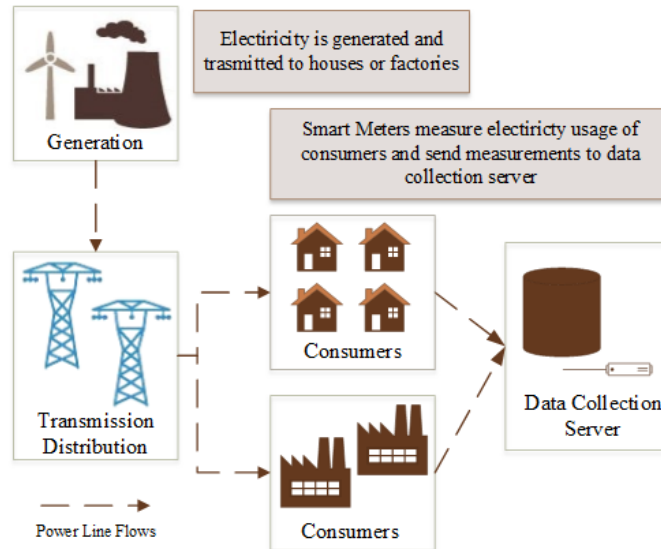 Electiricity is generated and
trasmitted to houses or factories
Generation
Smart Meters measure electiricty usage of
consumers and send measurements to data
collection server
Consumers
Transmission
Distribution
Data Collection
Server
Consumers
Power Line Flows